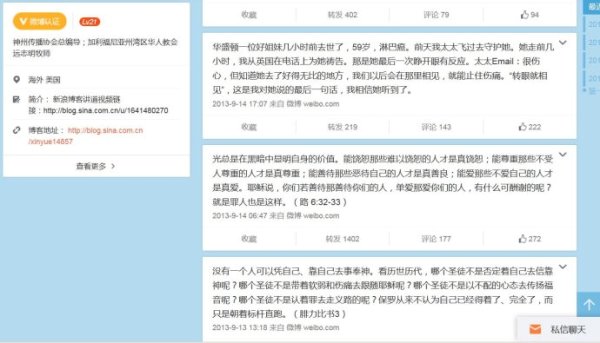 微博认证
Lv21
神州传播协会总编导；加利福尼亚州湾区华人教会
远志明牧师
海外 美国
简介： 新浪博客讲道视频链
接：http://blog.sina.com.cn/u/1641480270
博客地址： http://blog.sina.com.cn
/xinyue14657
查看更多 >
收藏 转发 402 评论 79 94
华盛顿一位好姐妹几小时前去世了，59岁，淋巴癌。前天我太太飞过去守护她。她走前几
小时，我从英国在电话上为她祷告。那是她最后一次睁开眼有反应。太太Email：很伤
心，但知道她去了好得无比的地方，我们以后会在那里相见，就能止住伤痛。“转眼就相
见”，这是我对她说的最后一句话，我相信她听到了。
2013-9-14 17:07 来自 微博 weibo.com
收藏 转发 219 评论 143 222
光总是在黑暗中显明自身的价值。能饶恕那些难以饶恕的人才是真饶恕；能尊重那些不受
人尊重的人才是真尊重；能善待那些恶待自己的人才是真善良；能爱那些不爱自己的人才
是真爱。耶稣说，你们若善待那善待你们的人，单爱那爱你们的人，有什么可酬谢的呢？
就是罪人也是这样。（路 6:32-33）
2013-9-14 06:47 来自 微博 weibo.com
收藏 转发 1402 评论 177 272
没有一个人可以凭自己、靠自己去事奉神。看历世历代，哪个圣徒不是否定着自己去信靠
神呢？哪个圣徒不是带着软弱和伤痛去跟随耶稣呢？哪个圣徒不是以不配的心态去传扬福
音呢？哪个圣徒不是认着罪去走义路的呢？保罗从来不认为自己已经得着了、完全了，而
只是朝着标杆直跑。（腓力比书3）
2013-9-13 13:18 来自 微博 weibo.com
私信聊天